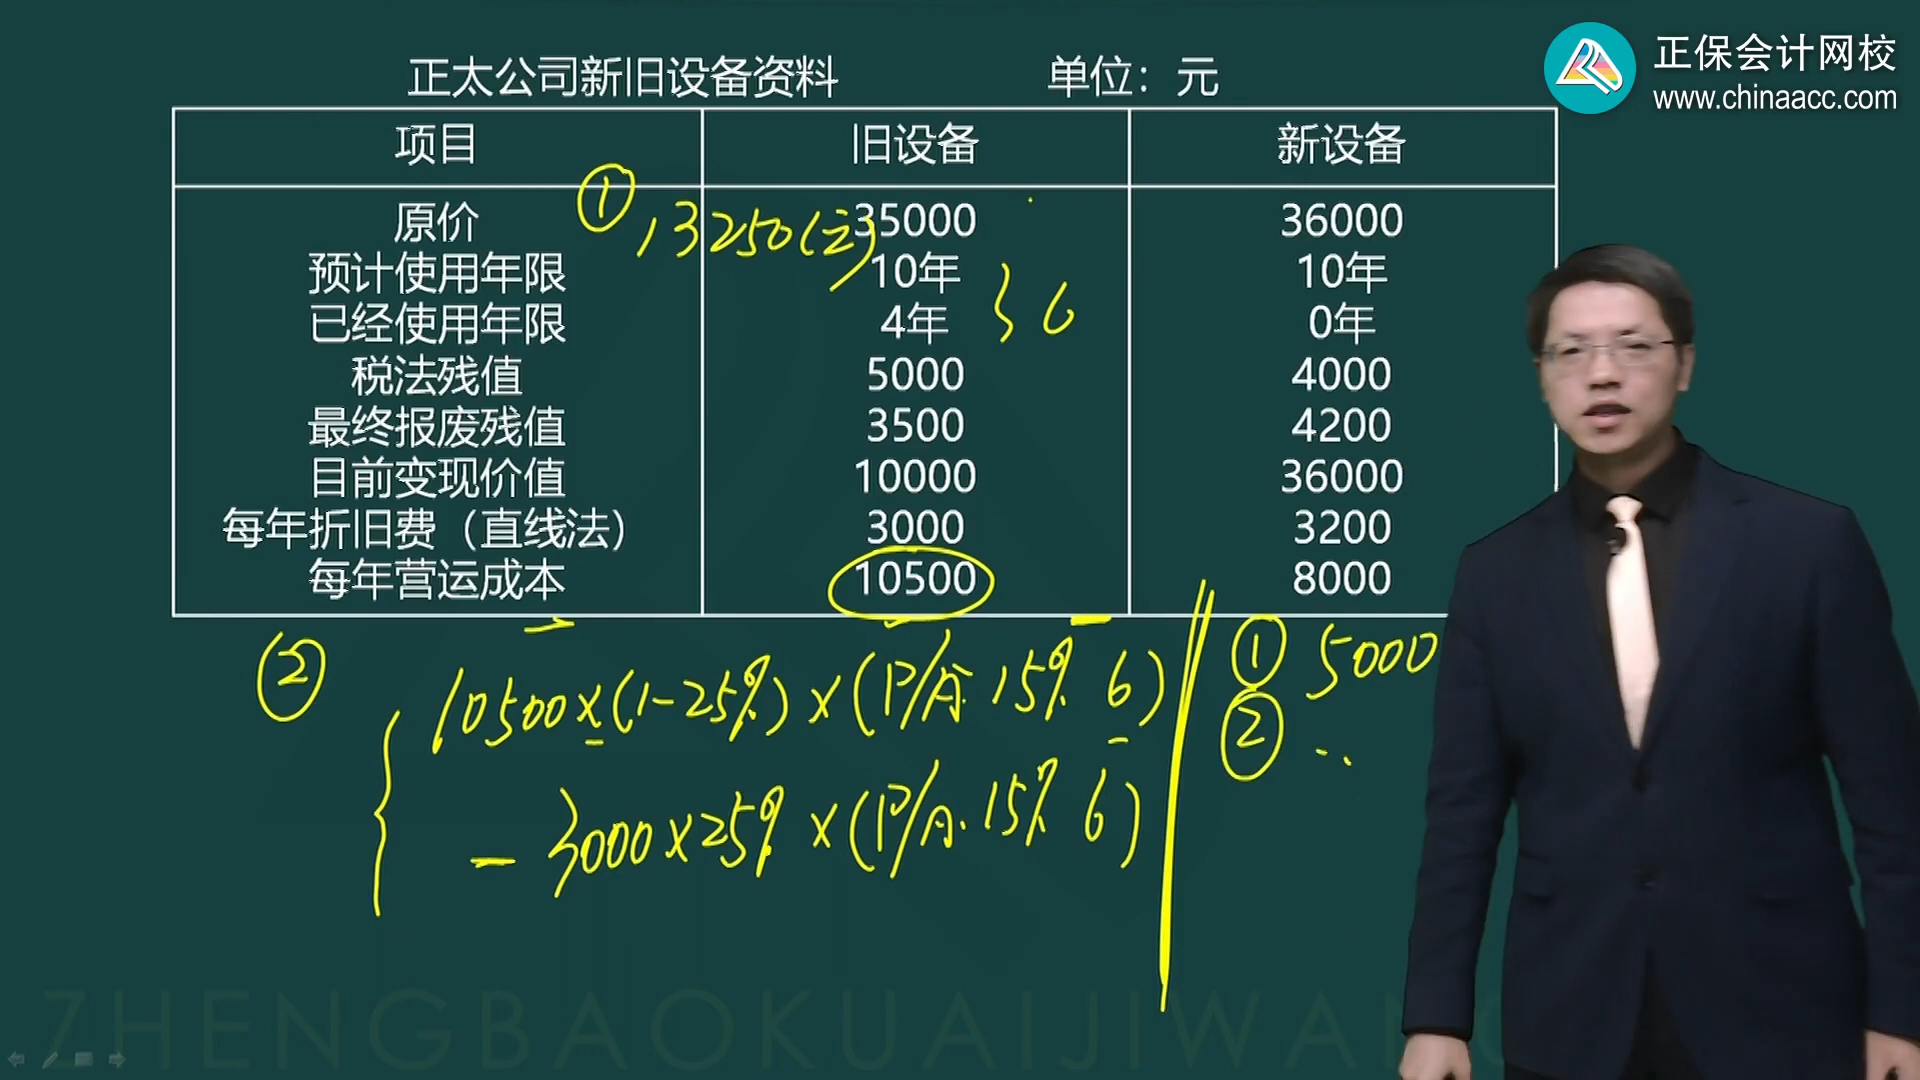 正保会计网校
www.chinaacc.com
正太公司新旧设备资料 单位：元
项目 旧设备 新设备
原价 35000 36000
① 13250(元)
预计使用年限 10年 10年
已经使用年限 4年 0年
} 6
税法残值 5000 4000
最终报废残值 3500 4200
目前变现价值 10000 36000
每年折旧费（直线法） 3000 3200
每年营运成本 10500 8000
② 10500×(1-25%)×(P/A. 15% 6)
- 3000×25%×(P/A. 15% 6)
① 5000
② ...
ZHENGBAOKUAIJIWANG